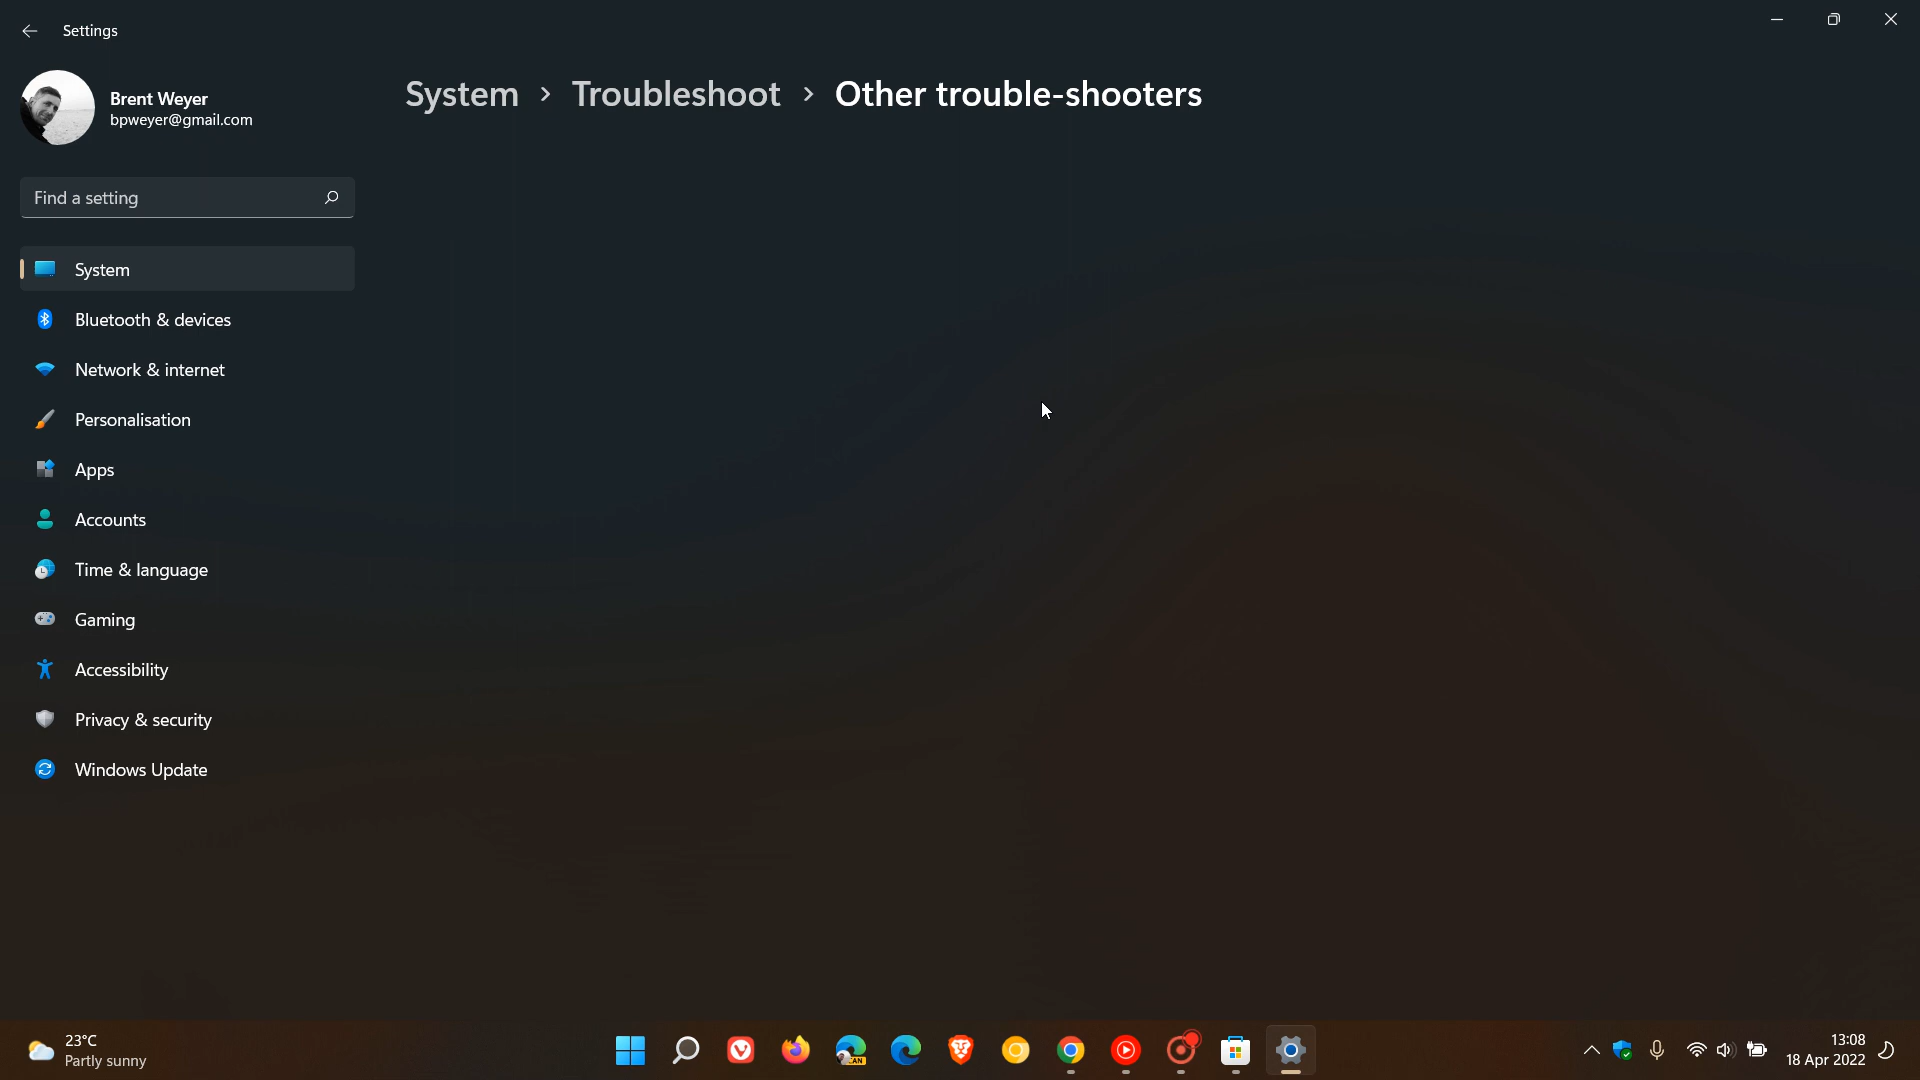 Settings
Brent Weyer
bpweyer@gmail.com
System > Troubleshoot > Other trouble-shooters
Find a setting
System
Bluetooth & devices
Network & internet
Personalisation
Apps
Accounts
Time & language
Gaming
Accessibility
Privacy & security
Windows Update
23°C
Partly sunny
CAN
13:08
18 Apr 2022